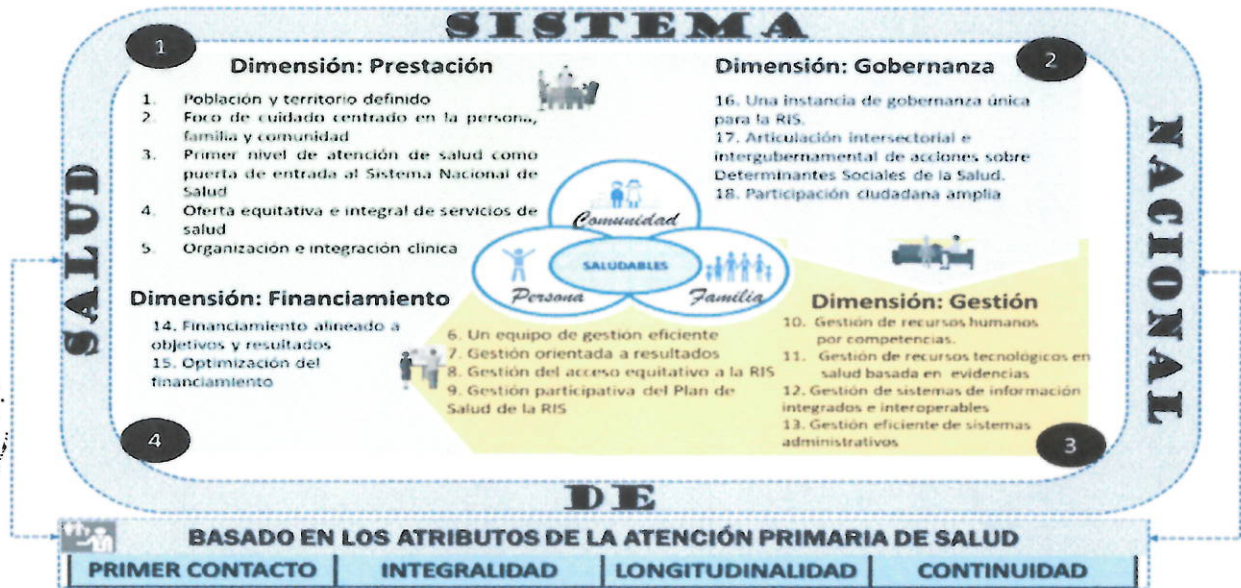 SISTEMA
NACIONAL
DE
SALUD
1
Dimensión: Prestación
1. Población y territorio definido
2. Foco de cuidado centrado en la persona,
familia y comunidad
3. Primer nivel de atención de salud como
puerta de entrada al Sistema Nacional de
Salud
4. Oferta equitativa e integral de servicios de
salud
5. Organización e integración clínica
2
Dimensión: Gobernanza
16. Una instancia de gobernanza única
para la RIS.
17. Articulación intersectorial e
intergubernamental de acciones sobre
Determinantes Sociales de la Salud.
18. Participación ciudadana amplia
Comunidad
SALUDABLES
Persona
Familia
Dimensión: Gestión
6. Un equipo de gestión eficiente
7. Gestión orientada a resultados
8. Gestión del acceso equitativo a la RIS
9. Gestión participativa del Plan de
Salud de la RIS
10. Gestión de recursos humanos
por competencias.
11. Gestión de recursos tecnológicos en
salud basada en evidencias
12. Gestión de sistemas de información
integrados e interoperables
13. Gestión eficiente de sistemas
administrativos
3
Dimensión: Financiamiento
14. Financiamiento alineado a
objetivos y resultados
15. Optimización del
financiamiento
4
BASADO EN LOS ATRIBUTOS DE LA ATENCIÓN PRIMARIA DE SALUD
PRIMER CONTACTO
INTEGRALIDAD
LONGITUDINALIDAD
CONTINUIDAD